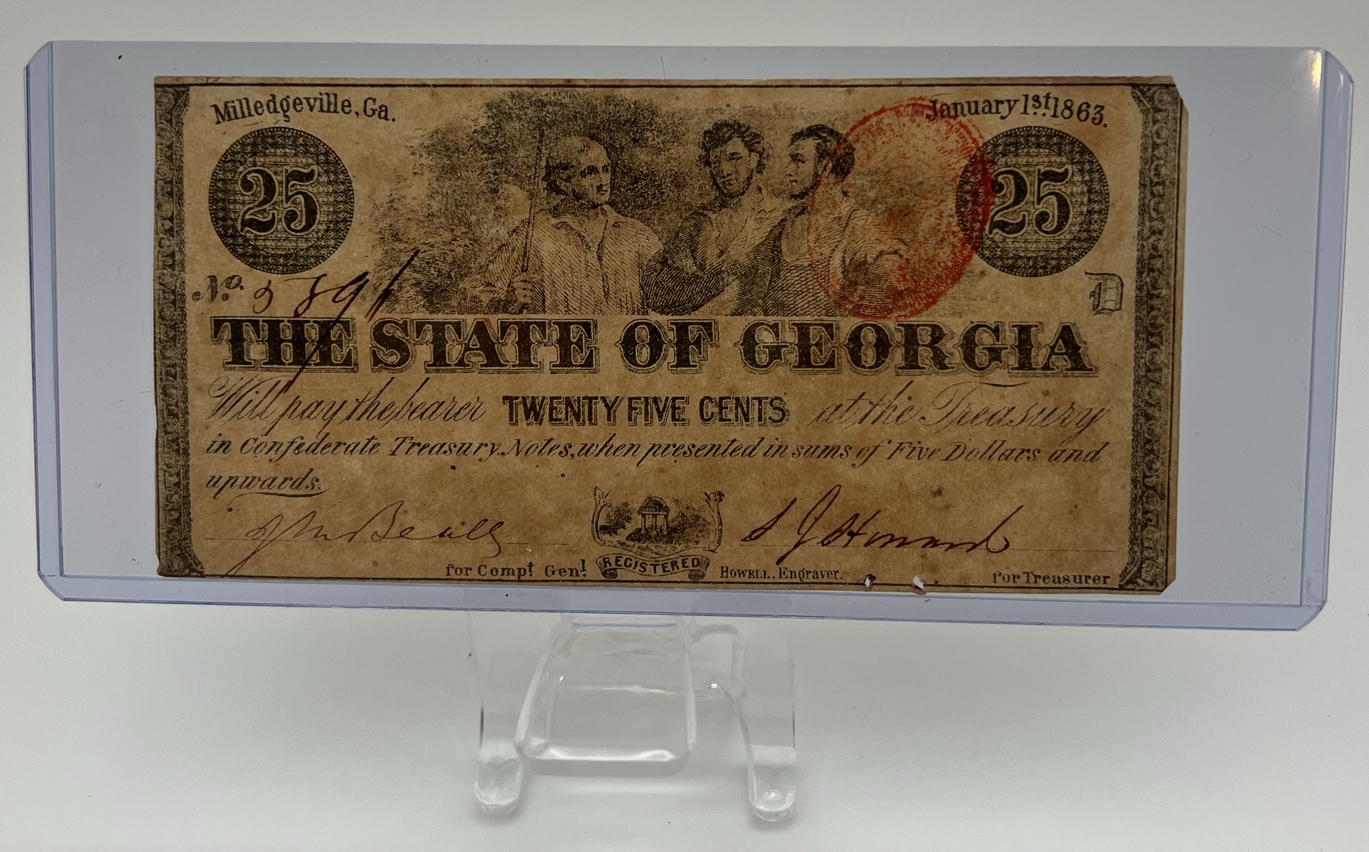 Milledgeville, Ga.
January 1st 1863.
25
25
No. 5891
D
THE STATE OF GEORGIA
Will pay the bearer TWENTY FIVE CENTS at the Treasury
in Confederate Treasury Notes, when presented in sums of Five Dollars and
upwards.
S J Howard
for Compt Genl
REGISTERED
HOWELL. Engraver.
for Treasurer